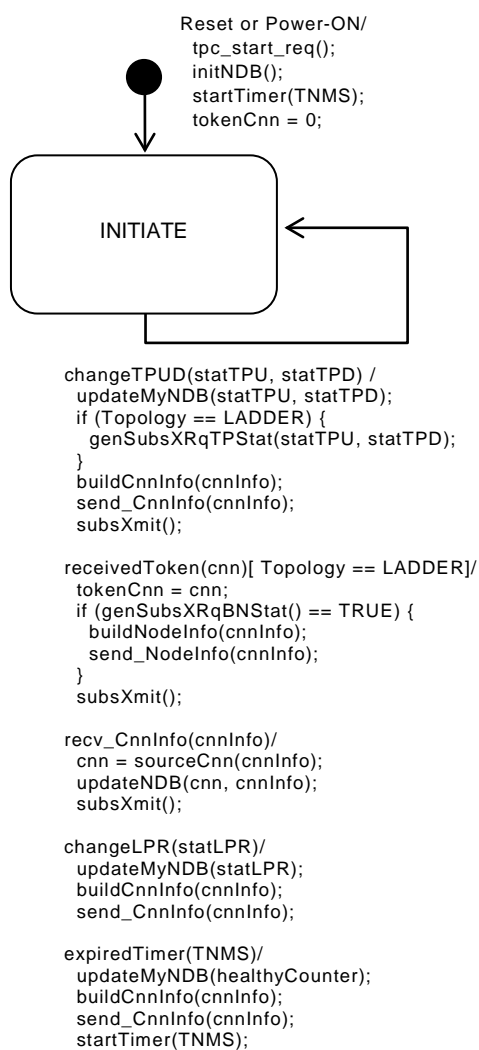 Reset or Power-ON/
tpc_start_req();
initNDB();
startTimer(TNMS);
tokenCnn = 0;
INITIATE
changeTPUD(statTPU, statTPD) /
updateMyNDB(statTPU, statTPD);
if (Topology == LADDER) {
genSubsXRqTPStat(statTPU, statTPD);
}
buildCnnInfo(cnnInfo);
send_CnnInfo(cnnInfo);
subsXmit();
receivedToken(cnn)[ Topology == LADDER]/
tokenCnn = cnn;
if (genSubsXRqBNStat() == TRUE) {
buildNodeInfo(cnnInfo);
send_NodeInfo(cnnInfo);
}
subsXmit();
recv_CnnInfo(cnnInfo)/
cnn = sourceCnn(cnnInfo);
updateNDB(cnn, cnnInfo);
subsXmit();
changeLPR(statLPR)/
updateMyNDB(statLPR);
buildCnnInfo(cnnInfo);
send_CnnInfo(cnnInfo);
expiredTimer(TNMS)/
updateMyNDB(healthyCounter);
buildCnnInfo(cnnInfo);
send_CnnInfo(cnnInfo);
startTimer(TNMS);